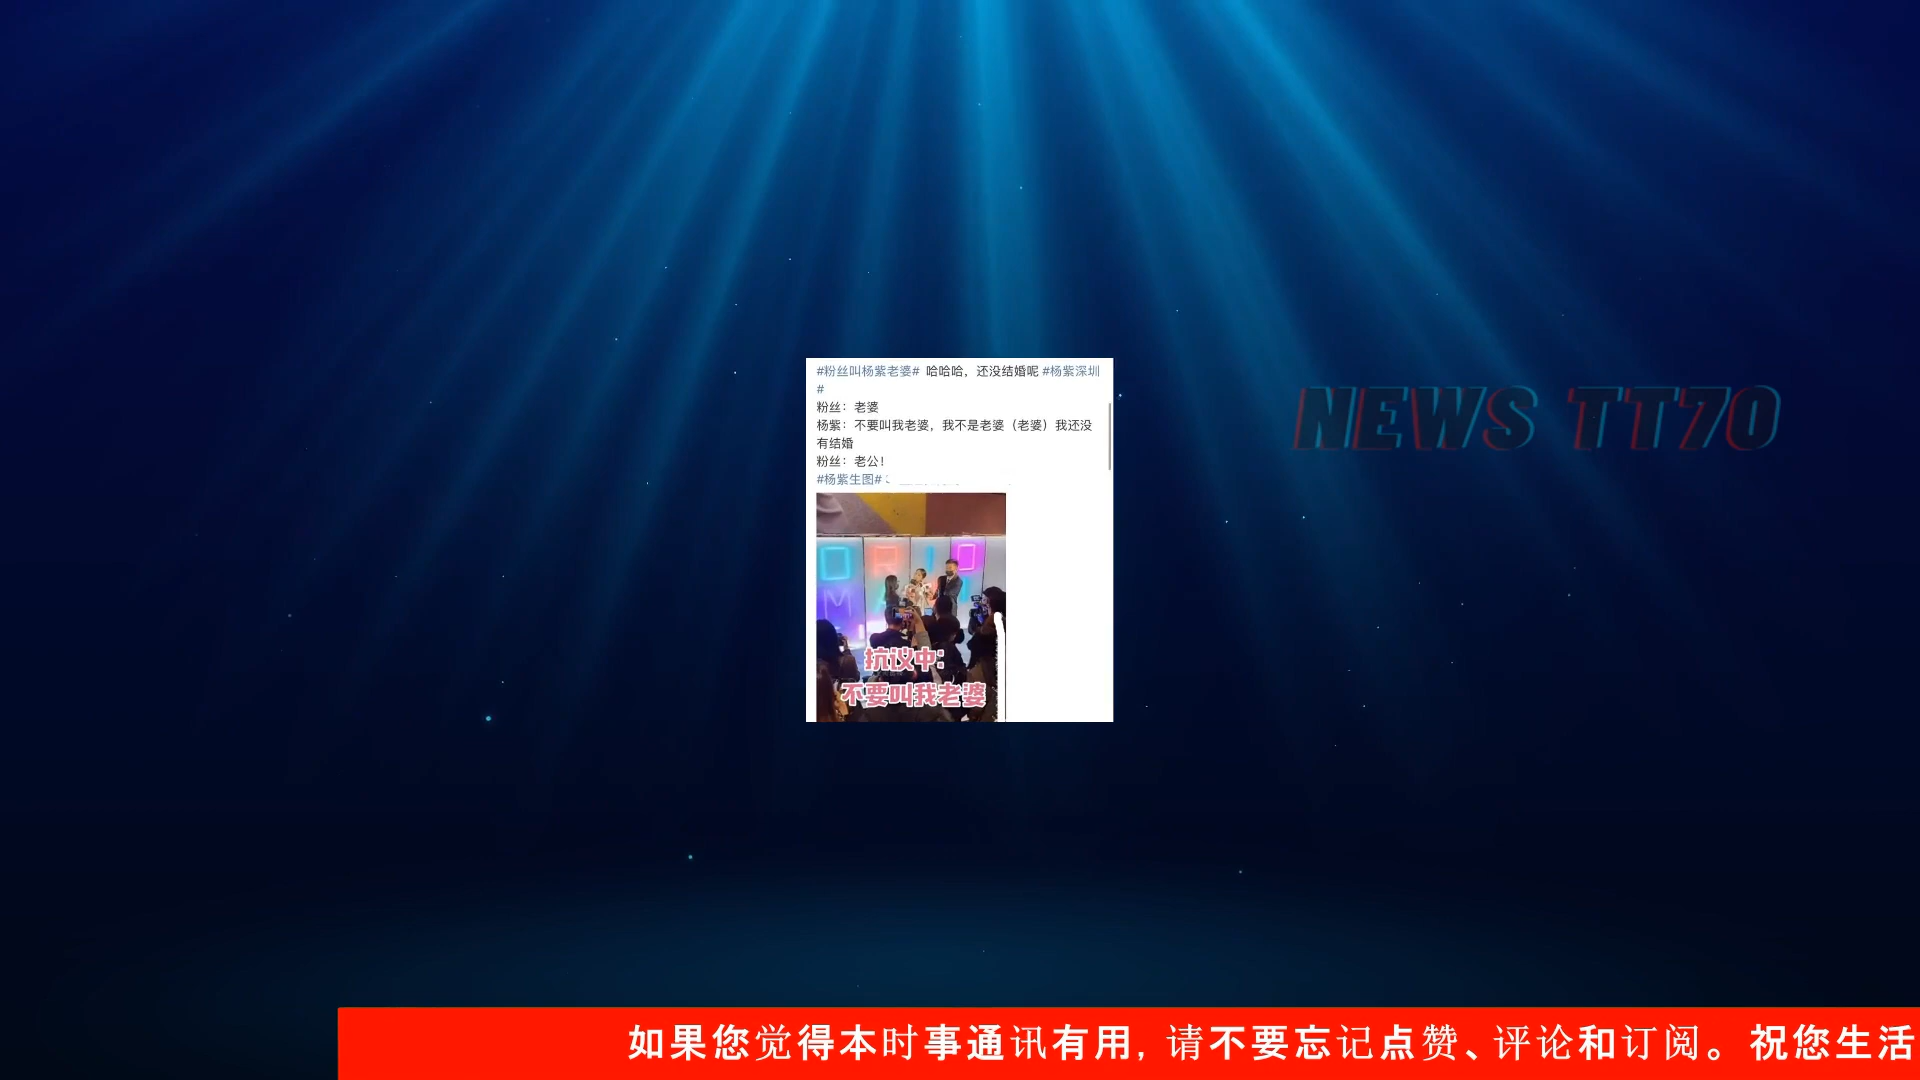 #粉丝叫杨紫老婆# 哈哈哈，还没结婚呢 #杨紫深圳
#
粉丝：老婆
杨紫：不要叫我老婆，我不是老婆（老婆）我还没
有结婚
粉丝：老公！
#杨紫生图#
抗议中：
不要叫我老婆
NEWS TT70
如果您觉得本时事通讯有用, 请不要忘记点赞、评论和订阅。祝您生活